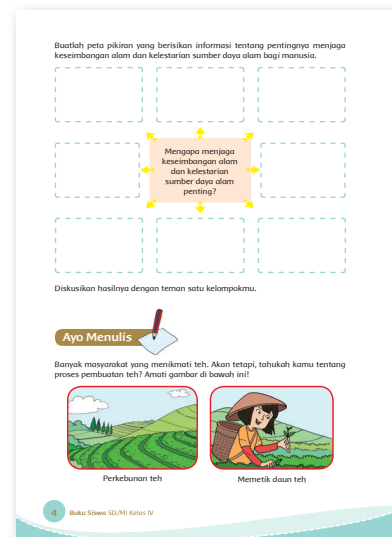 Buatlah peta pikiran yang berisikan informasi tentang pentingnya menjaga
keseimbangan alam dan kelestarian sumber daya alam bagi manusia.
Mengapa menjaga
keseimbangan alam
dan kelestarian
sumber daya alam
penting?
Diskusikan hasilnya dengan teman satu kelompokmu.
Ayo Menulis
Banyak masyarakat yang menikmati teh. Akan tetapi, tahukah kamu tentang
proses pembuatan teh? Amati gambar di bawah ini!
Perkebunan teh
Memetik daun teh
4 Buku Siswa SD/MI Kelas IV